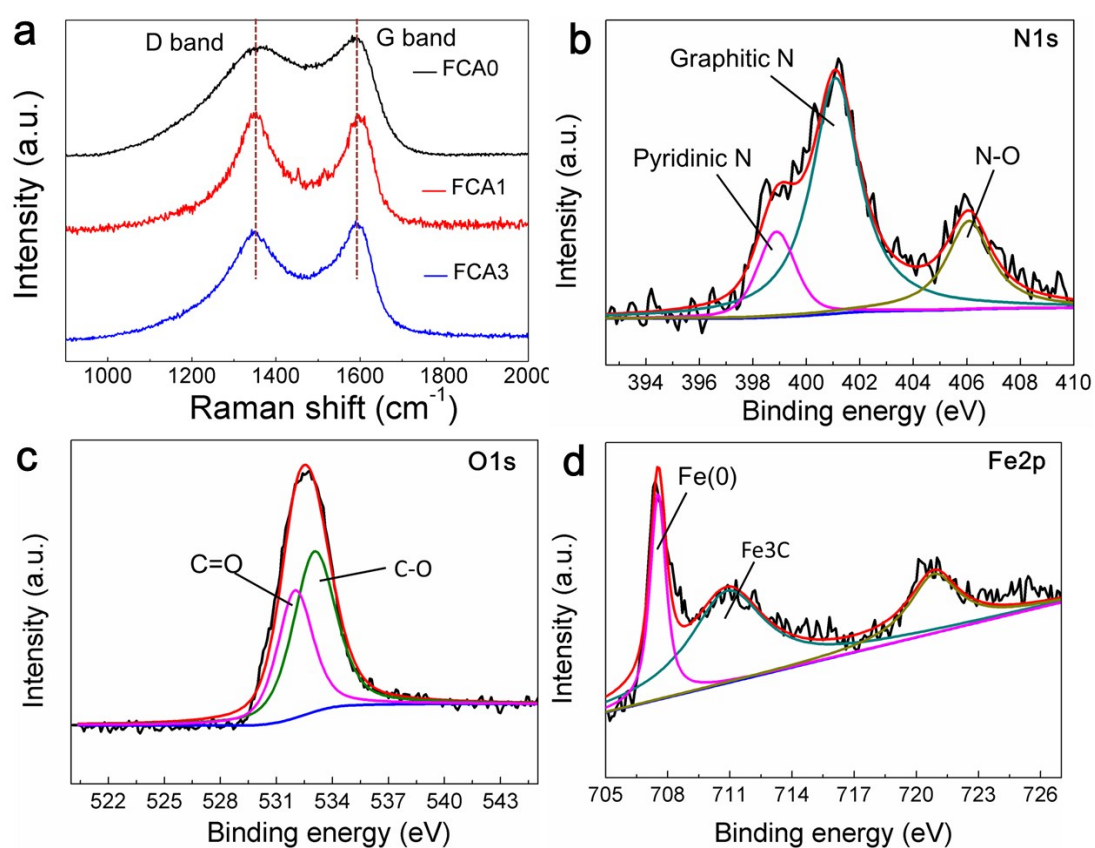 a
D band
G band
FCA0
FCA1
FCA3
Intensity (a.u.)
1000 1200 1400 1600 1800 2000
Raman shift (cm⁻¹)
b
N1s
Graphitic N
Pyridinic N
N-O
Intensity (a.u.)
394 396 398 400 402 404 406 408 410
Binding energy (eV)
c
O1s
C=O
C-O
Intensity (a.u.)
522 525 528 531 534 537 540 543
Binding energy (eV)
d
Fe2p
Fe(0)
Fe3C
Intensity (a.u.)
705 708 711 714 717 720 723 726
Binding energy (eV)